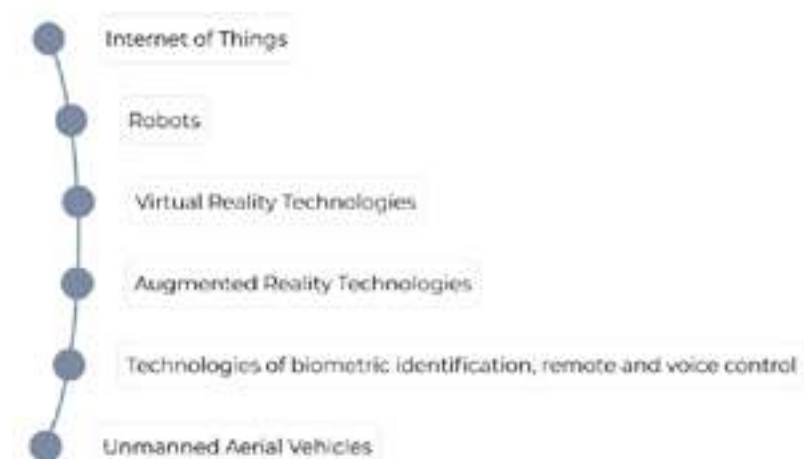 Internet of Things
Robots
Virtual Reality Technologies
Augmented Reality Technologies
Technologies of biometric identification, remote and voice control
Unmanned Aerial Vehicles